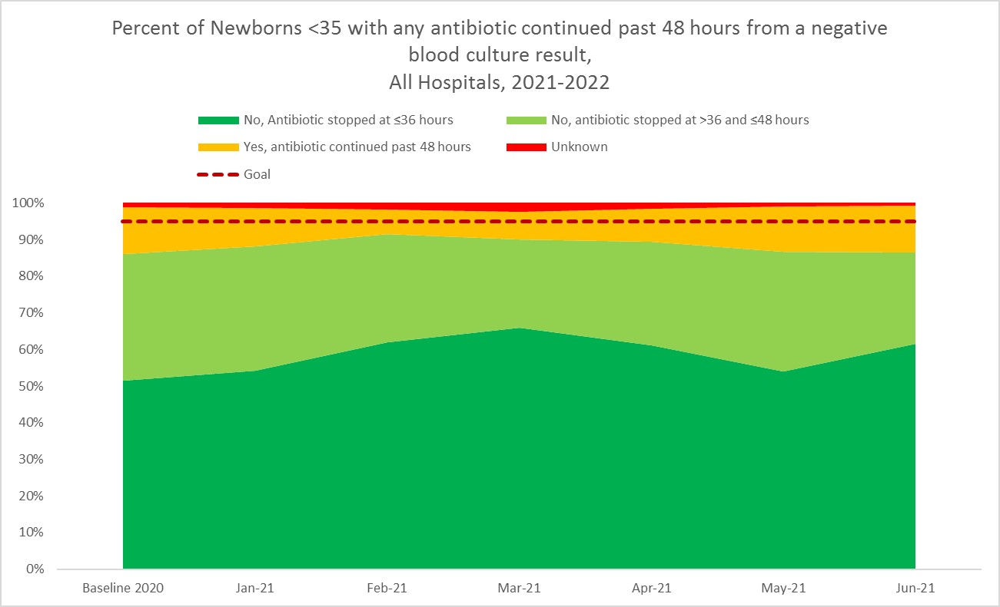 Percent of Newborns <35 with any antibiotic continued past 48 hours from a negative
blood culture result,
All Hospitals, 2021-2022
No, Antibiotic stopped at ≤36 hours
No, antibiotic stopped at >36 and ≤48 hours
Yes, antibiotic continued past 48 hours
Unknown
Goal
100%
90%
80%
70%
60%
50%
40%
30%
20%
10%
0%
Baseline 2020
Jan-21
Feb-21
Mar-21
Apr-21
May-21
Jun-21